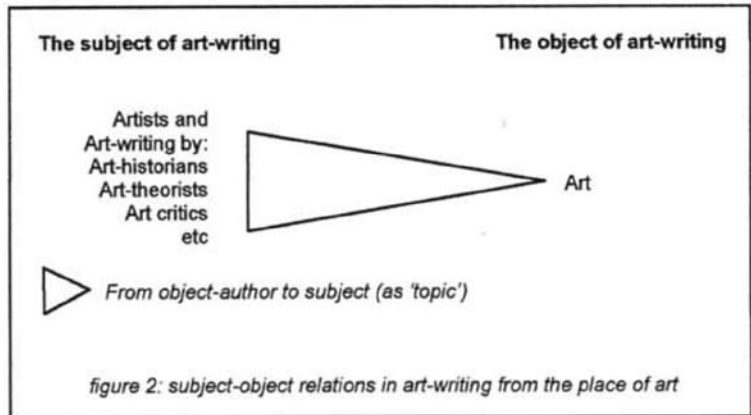 The subject of art-writing
The object of art-writing
Artists and
Art-writing by:
Art-historians
Art-theorists
Art critics
etc
Art
From object-author to subject (as 'topic')
figure 2: subject-object relations in art-writing from the place of art